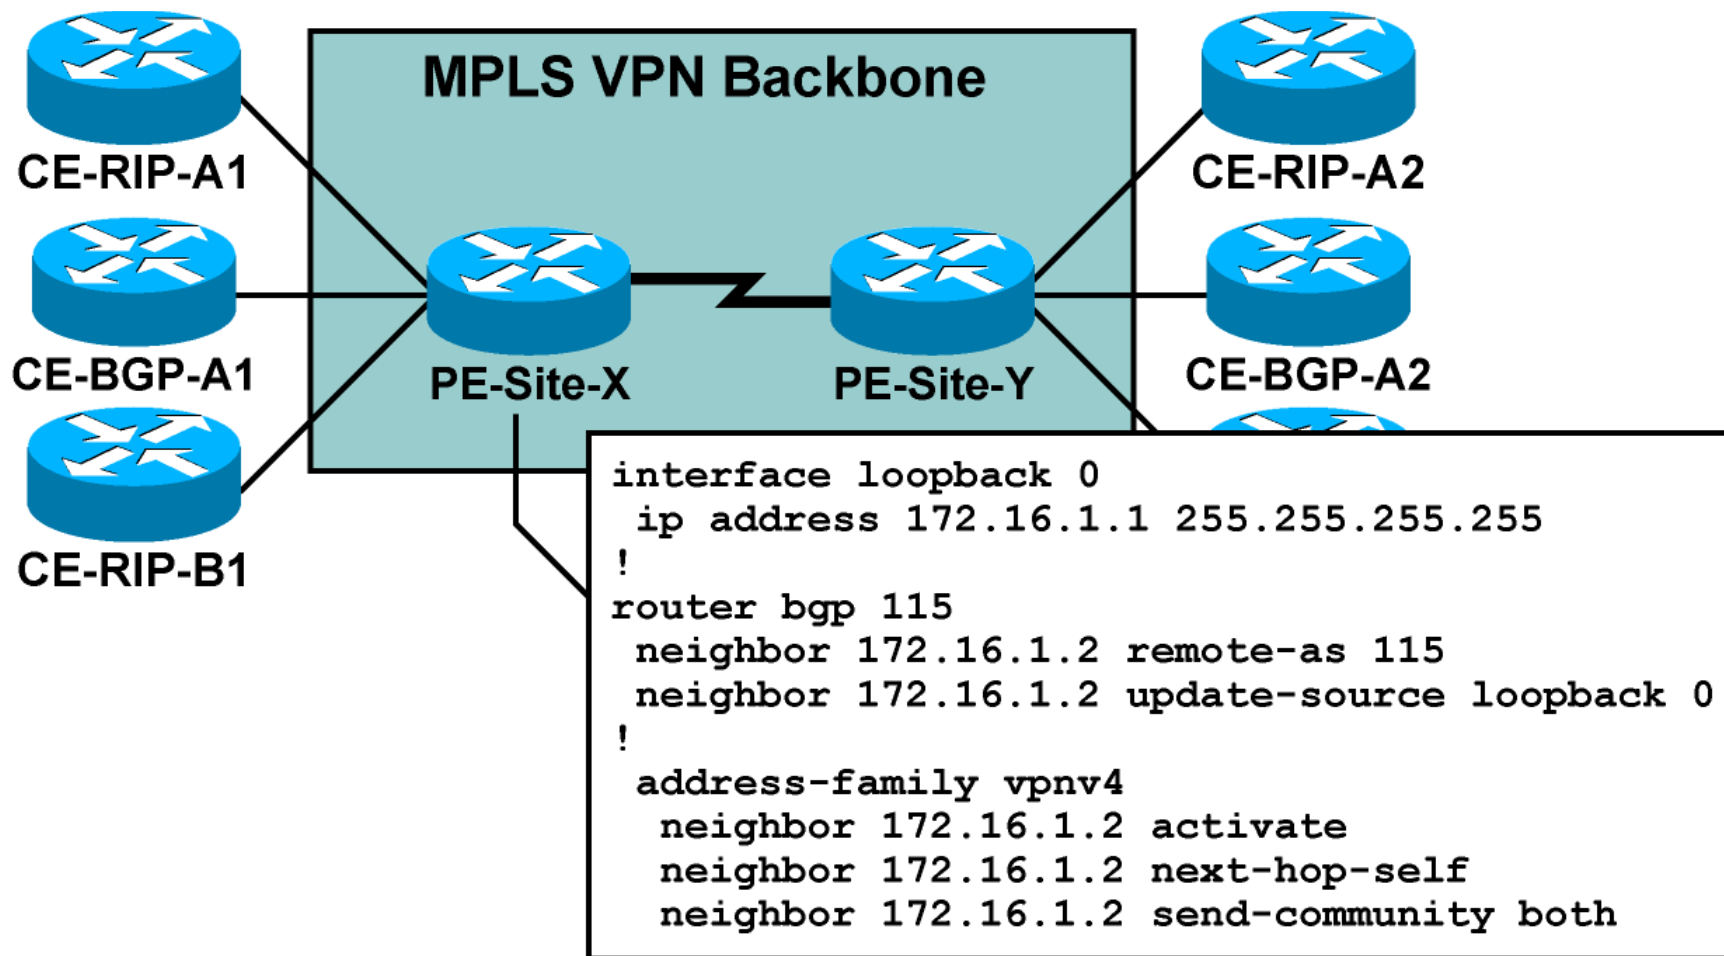 MPLS VPN Backbone
CE-RIP-A1
CE-RIP-A2
CE-BGP-A1
PE-Site-X
PE-Site-Y
CE-BGP-A2
CE-RIP-B1
interface loopback 0
ip address 172.16.1.1 255.255.255.255
!
router bgp 115
neighbor 172.16.1.2 remote-as 115
neighbor 172.16.1.2 update-source loopback 0
!
address-family vpnv4
neighbor 172.16.1.2 activate
neighbor 172.16.1.2 next-hop-self
neighbor 172.16.1.2 send-community both